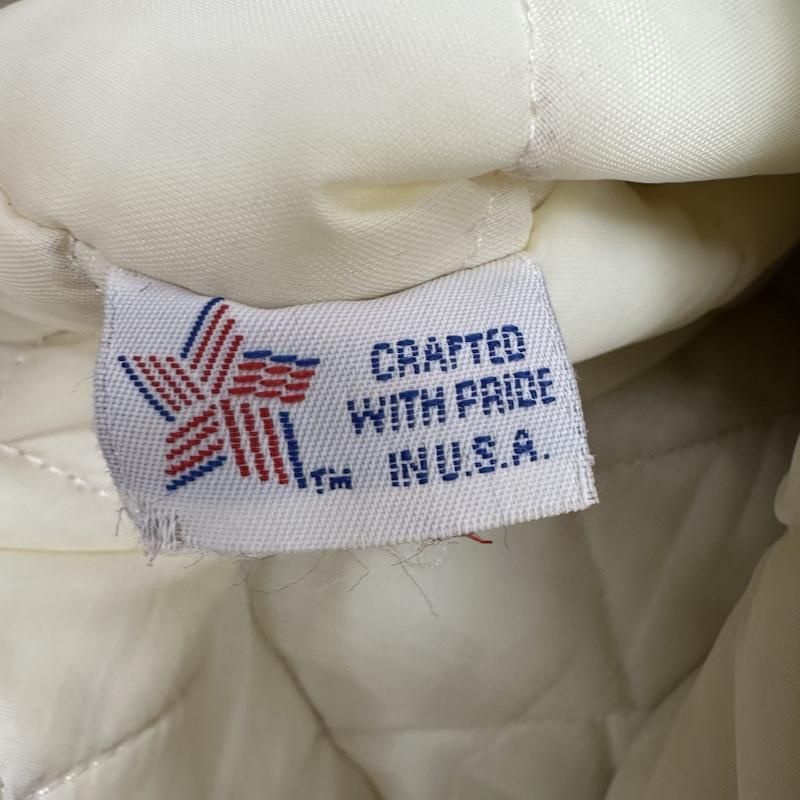 CRAFTED
WITH PRIDE
IN U.S.A.
TM